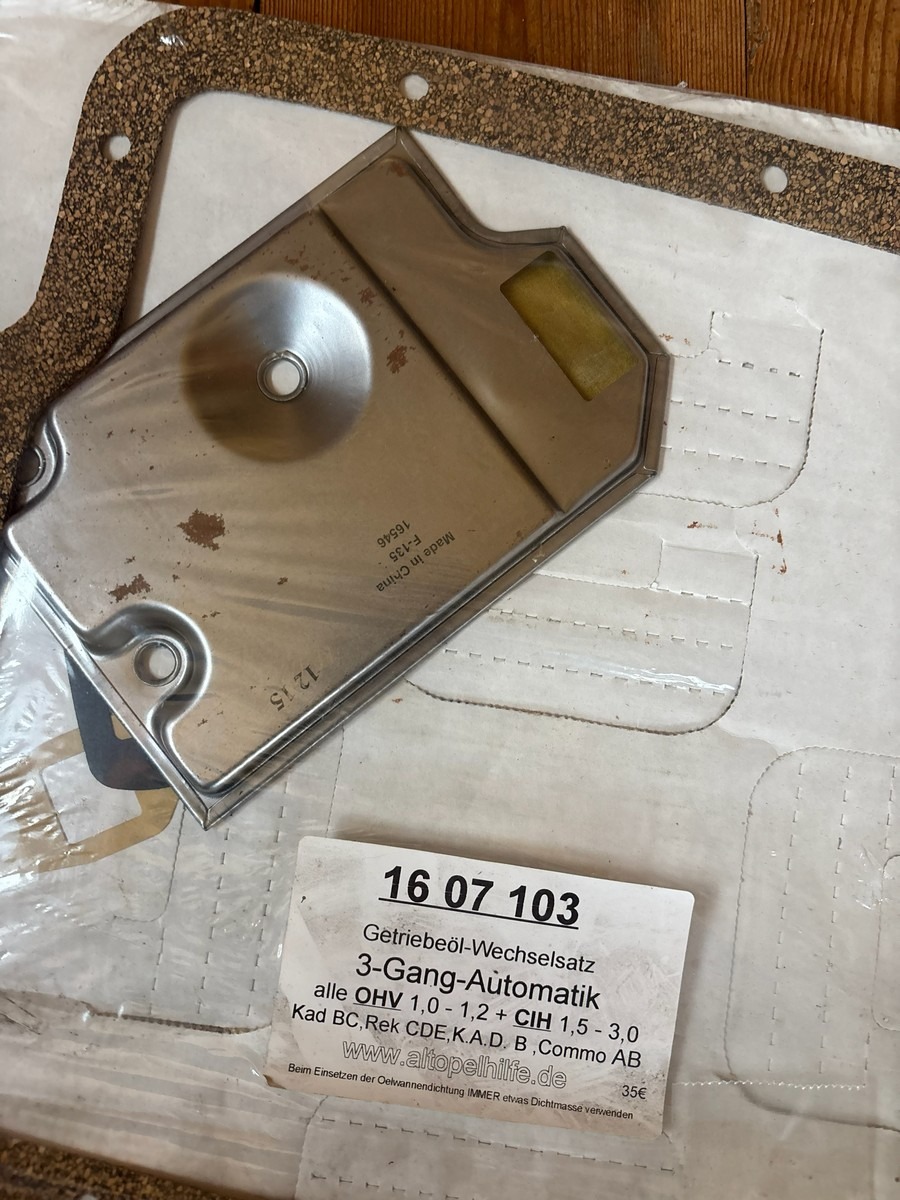 Made in China
F-135
16546
12 15
16 07 103
Getriebeöl-Wechselsatz
3-Gang-Automatik
alle OHV 1,0 - 1,2 + CIH 1,5 - 3,0
Kad BC,Rek CDE,K.A.D. B ,Commo AB
www.altopelhilfe.de
35€
Beim Einsetzen der Oelwannendichtung IMMER etwas Dichtmasse verwenden